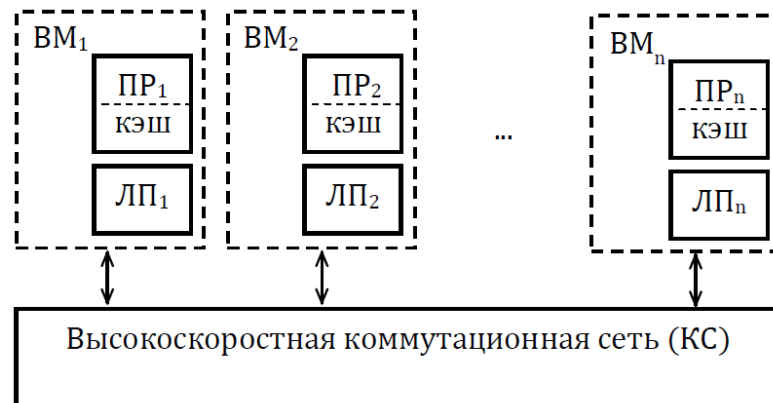 ВМ₁
ПР₁
кэш
ЛП₁
ВМ₂
ПР₂
кэш
ЛП₂
...
ВМₙ
ПРₙ
кэш
ЛПₙ
Высокоскоростная коммутационная сеть (КС)